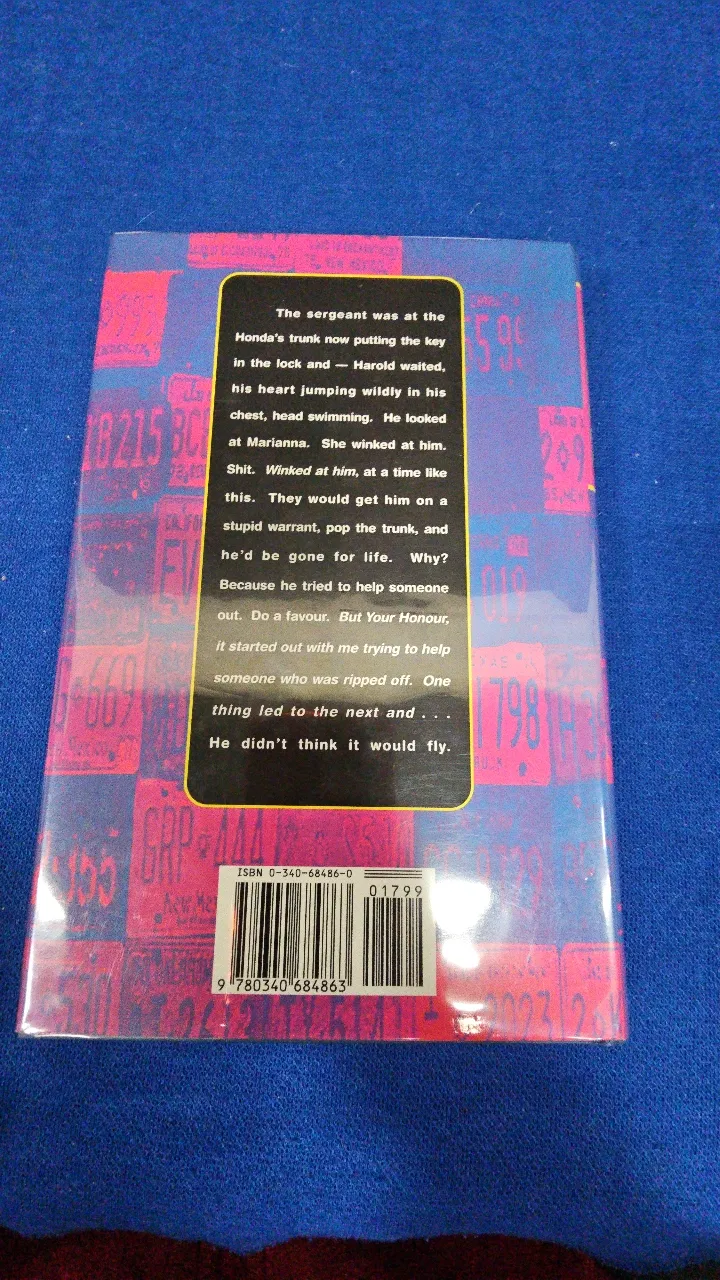 The sergeant was at the
Honda's trunk now putting the key
in the lock and — Harold waited,
his heart jumping wildly in his
chest, head swimming. He looked
at Marianna. She winked at him.
Shit. Winked at him, at a time like
this. They would get him on a
stupid warrant, pop the trunk, and
he'd be gone for life. Why?
Because he tried to help someone
out. Do a favour. But Your Honour,
it started out with me trying to help
someone who was ripped off. One
thing led to the next and . . .
He didn't think it would fly.
1B215
669
1798
GRP 444
ISBN 0-340-68486-0
01799
9 780340 684863